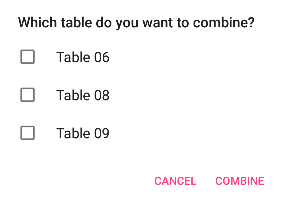 Which table do you want to combine?
Table 06
Table 08
Table 09
CANCEL COMBINE